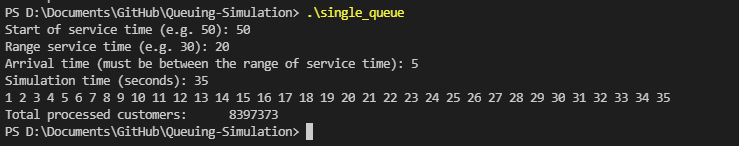 PS D:\Documents\GitHub\Queuing-Simulation> .\single_queue
Start of service time (e.g. 50): 50
Range service time (e.g. 30): 20
Arrival time (must be between the range of service time): 5
Simulation time (seconds): 35
1 2 3 4 5 6 7 8 9 10 11 12 13 14 15 16 17 18 19 20 21 22 23 24 25 26 27 28 29 30 31 32 33 34 35
Total processed customers:      8397373
PS D:\Documents\GitHub\Queuing-Simulation>